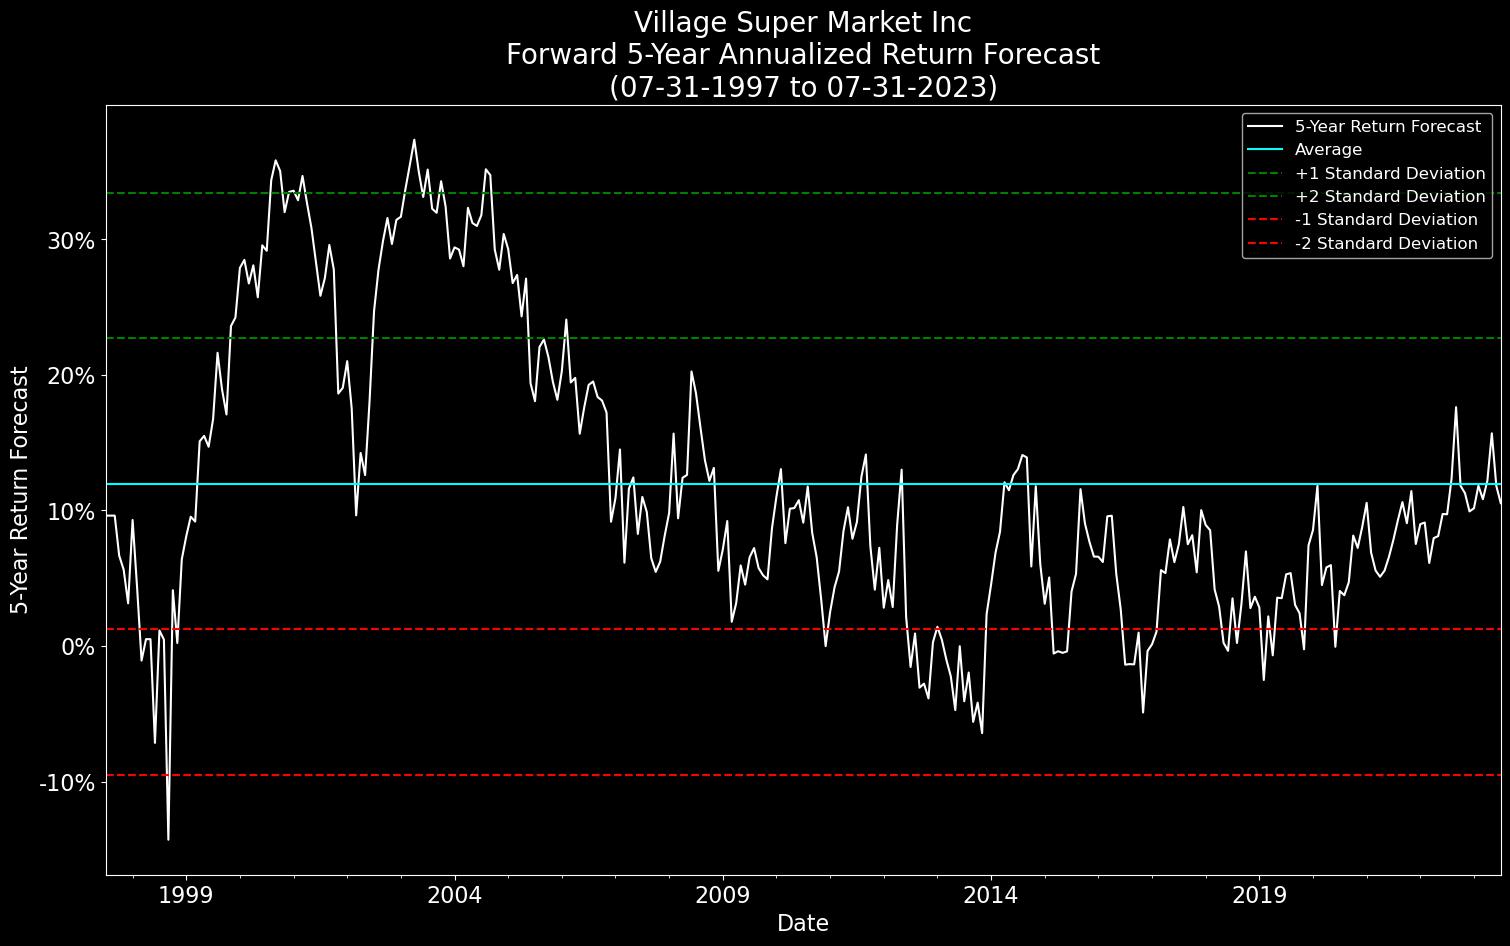 Village Super Market Inc
Forward 5-Year Annualized Return Forecast
(07-31-1997 to 07-31-2023)
5-Year Return Forecast
Average
+1 Standard Deviation
+2 Standard Deviation
-1 Standard Deviation
-2 Standard Deviation
5-Year Return Forecast
30%
20%
10%
0%
-10%
1999
2004
2009
2014
2019
Date